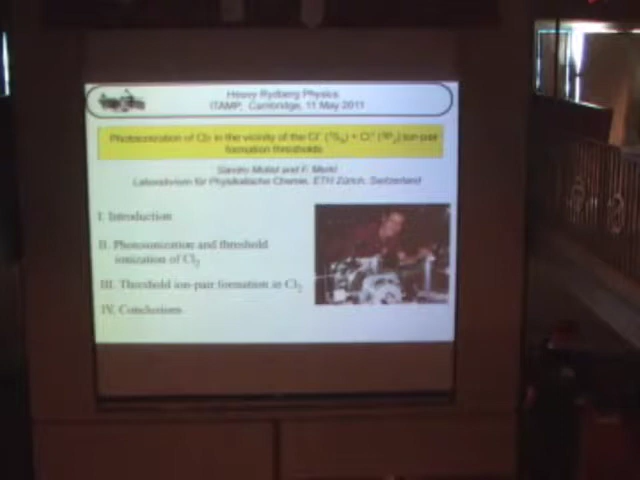 Heavy Rydberg Physics
ITAMP, Cambridge, 11 May 2011
Photoionization of Cl₂ in the vicinity of the Cl⁻ (¹S₀) + Cl⁺ (³P₂) ion-pair
formation thresholds
and F. Merkt
Laboratorium für Physikalische Chemie, ETH Zürich, Switzerland
I. Introduction
II. Photoionization and threshold
ionization of Cl₂
III. Threshold ion-pair formation in Cl₂
IV. Conclusions